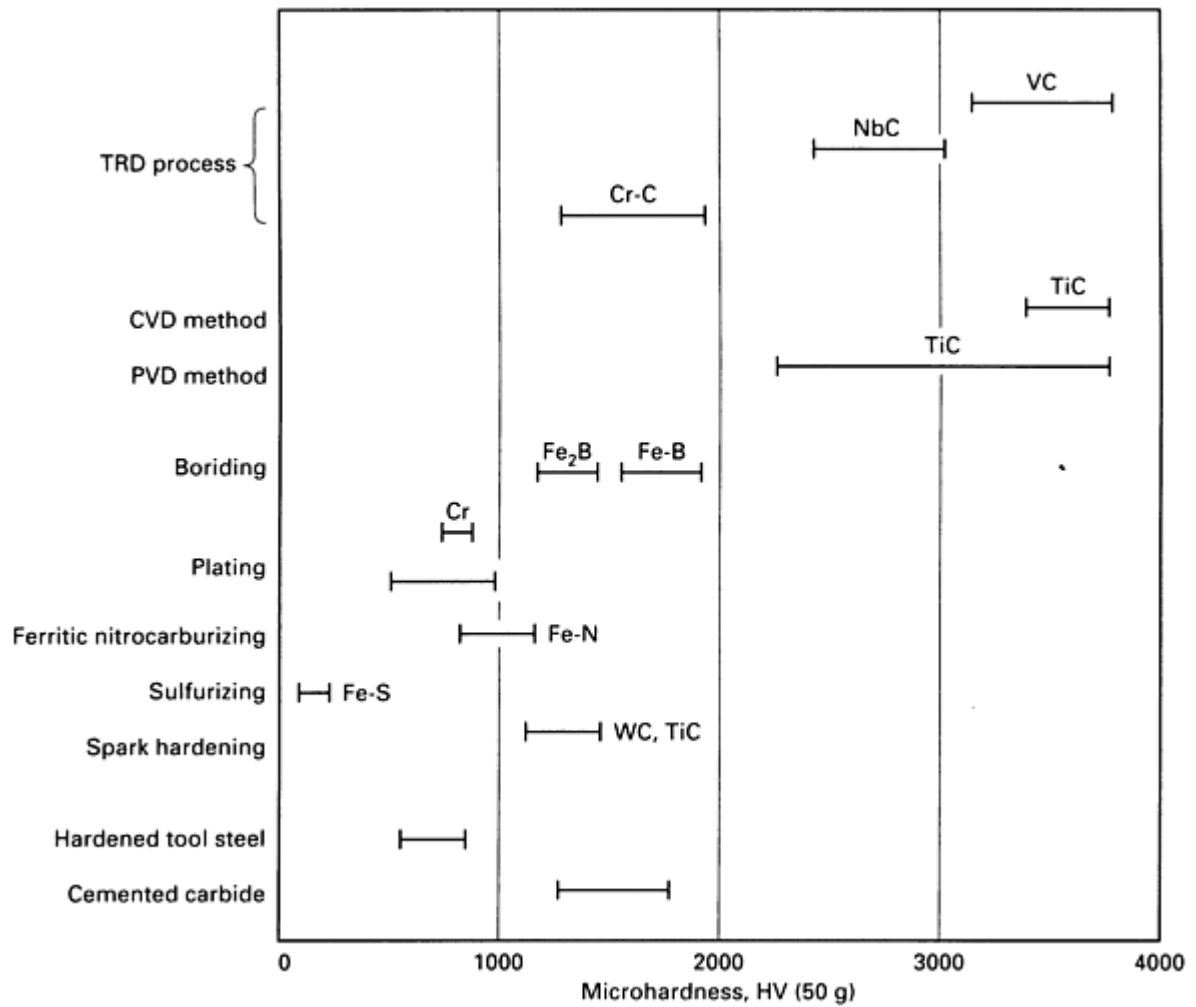 VC
NbC
TRD process
Cr-C
TiC
CVD method
TiC
PVD method
Fe₂B Fe-B
Boriding
Cr
Plating
Ferritic nitrocarburizing Fe-N
Sulfurizing Fe-S
WC, TiC
Spark hardening
Hardened tool steel
Cemented carbide
0 1000 2000 3000 4000
Microhardness, HV (50 g)